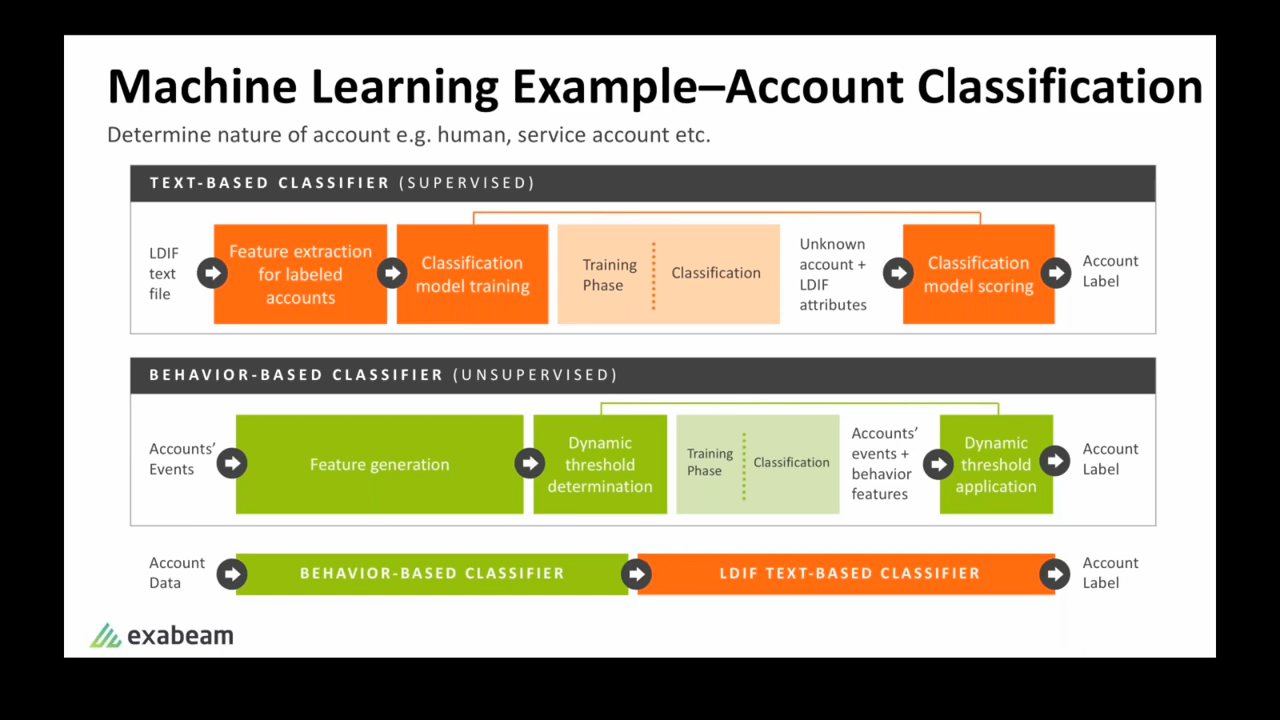 Machine Learning Example–Account Classification
Determine nature of account e.g. human, service account etc.
TEXT-BASED CLASSIFIER (SUPERVISED)
LDIF
text
file
Feature extraction
for labeled
accounts
Classification
model training
Training
Phase
Classification
Unknown
account +
LDIF
attributes
Classification
model scoring
Account
Label
BEHAVIOR-BASED CLASSIFIER (UNSUPERVISED)
Accounts’
Events
Feature generation
Dynamic
threshold
determination
Training
Phase
Classification
Accounts’
events +
behavior
features
Dynamic
threshold
application
Account
Label
Account
Data
BEHAVIOR-BASED CLASSIFIER
LDIF TEXT-BASED CLASSIFIER
Account
Label
exabeam